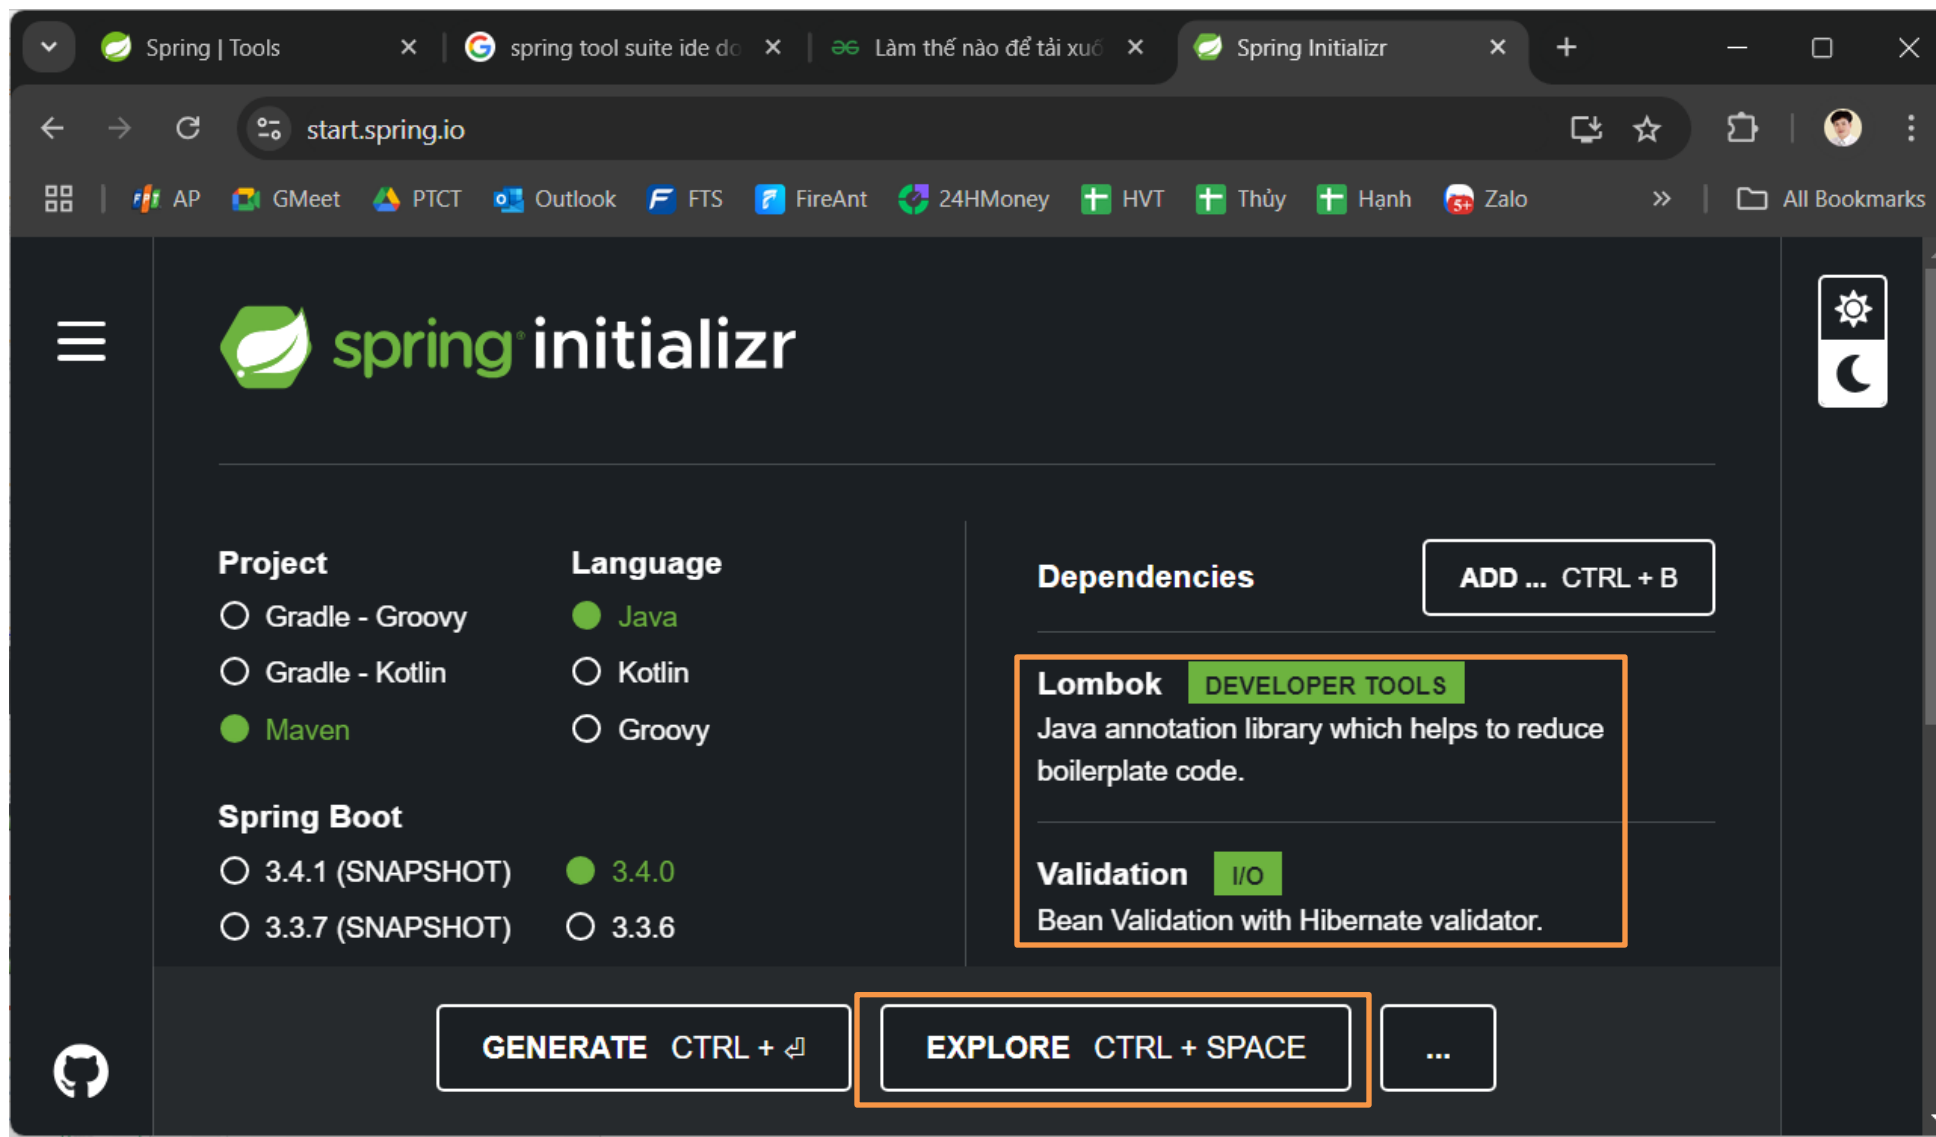 Spring | Tools
spring tool suite ide do
Làm thế nào để tải xuố
Spring Initializr
start.spring.io
AP
GMeet
PTCT
Outlook
FTS
FireAnt
24HMoney
HVT
Thủy
Hạnh
5+ Zalo
All Bookmarks
spring initializr
Project
Gradle - Groovy
Gradle - Kotlin
Maven
Language
Java
Kotlin
Groovy
Spring Boot
3.4.1 (SNAPSHOT)
3.4.0
3.3.7 (SNAPSHOT)
3.3.6
Dependencies
ADD ... CTRL + B
Lombok DEVELOPER TOOLS
Java annotation library which helps to reduce
boilerplate code.
Validation I/O
Bean Validation with Hibernate validator.
GENERATE CTRL + ⏎
EXPLORE CTRL + SPACE
...